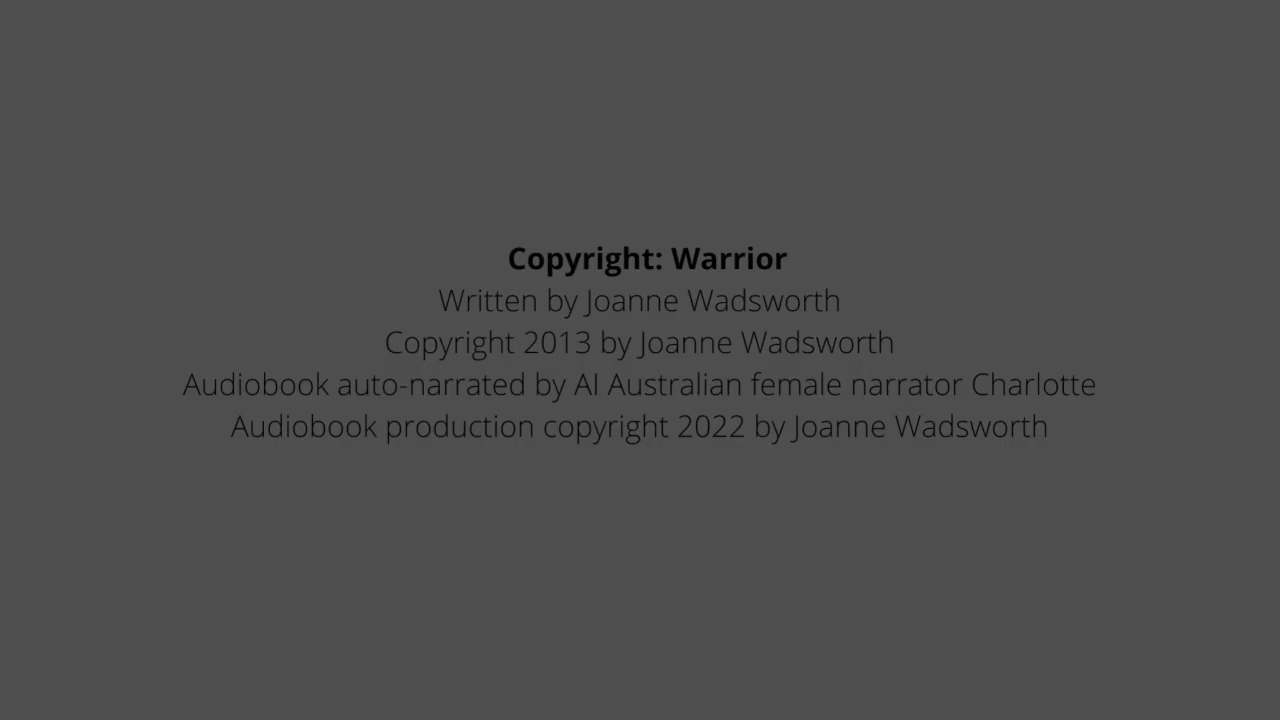 Copyright: Warrior
Written by Joanne Wadsworth
Copyright 2013 by Joanne Wadsworth
Audiobook auto-narrated by AI Australian female narrator Charlotte
Audiobook production copyright 2022 by Joanne Wadsworth